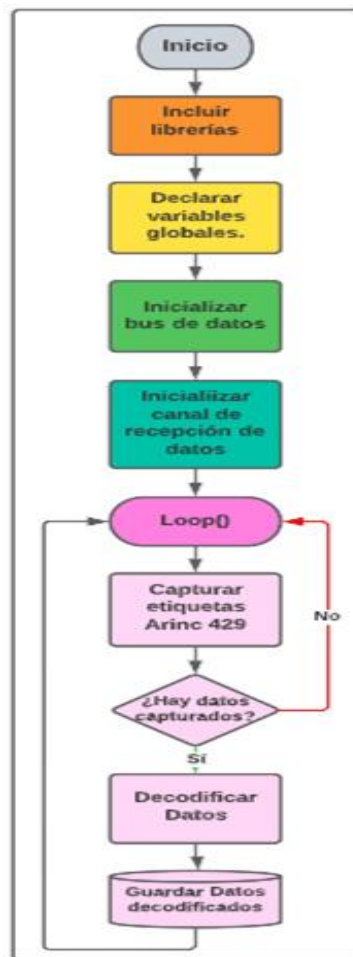 Inicio
Incluir
librerías
Declarar
variables
globales.
Inicializar
bus de datos
Inicialiizar
canal de
recepción de
datos
Loop()
Capturar
etiquetas
Arinc 429
No
¿Hay datos
capturados?
Sí
Decodificar
Datos
Guardar Datos
decodificados